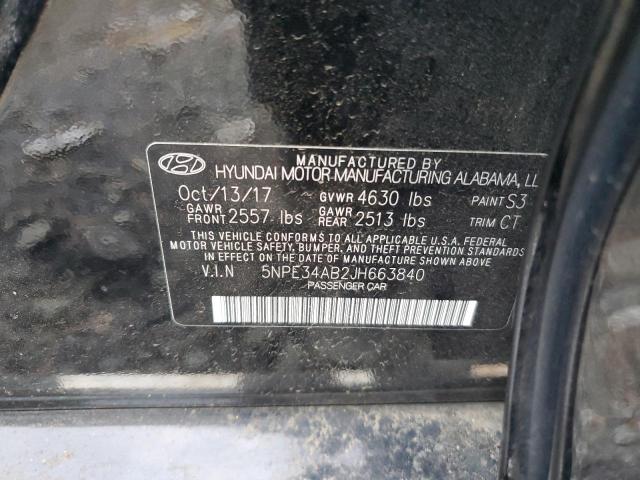 MANUFACTURED BY
HYUNDAI MOTOR MANUFACTURING ALABAMA, LL
Oct/13/17 GVWR 4630 lbs PAINT S3
GAWR FRONT 2557 lbs GAWR REAR 2513 lbs TRIM CT
THIS VEHICLE CONFORMS TO ALL APPLICABLE U.S.A. FEDERAL
MOTOR VEHICLE SAFETY, BUMPER, AND THEFT PREVENTION STANDARDS
IN EFFECT ON THE DATE OF MANUFACTURE SHOWN ABOVE.
V.I.N 5NPE34AB2JH663840
PASSENGER CAR